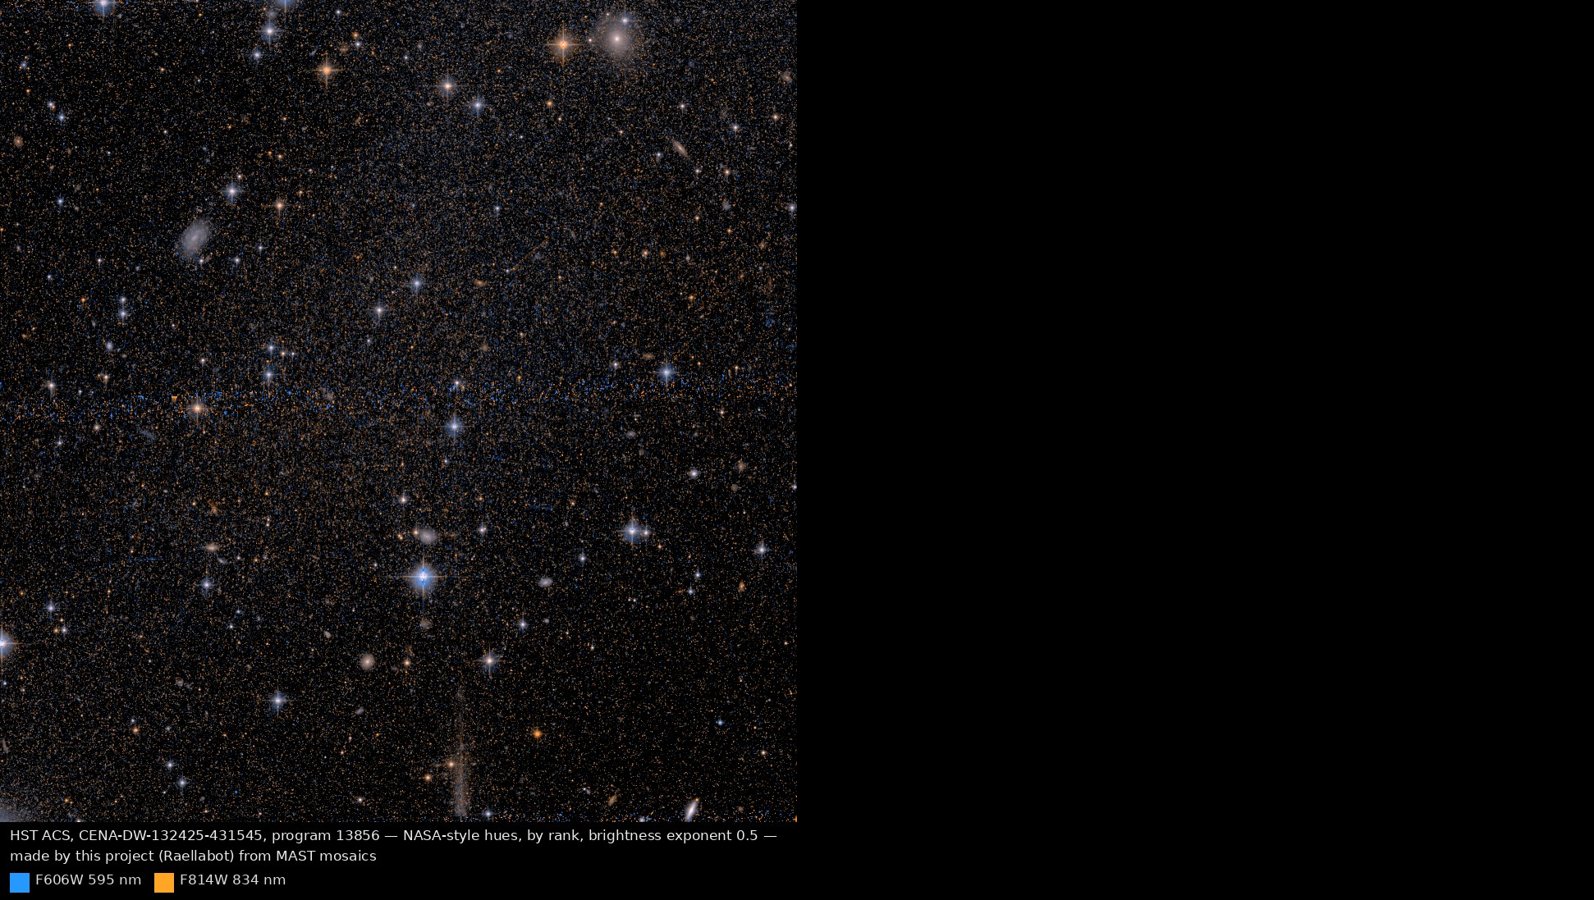 HST ACS, CENA-DW-132425-431545, program 13856 — NASA-style hues, by rank, brightness exponent 0.5 —
made by this project (Raellabot) from MAST mosaics
F606W 595 nm F814W 834 nm